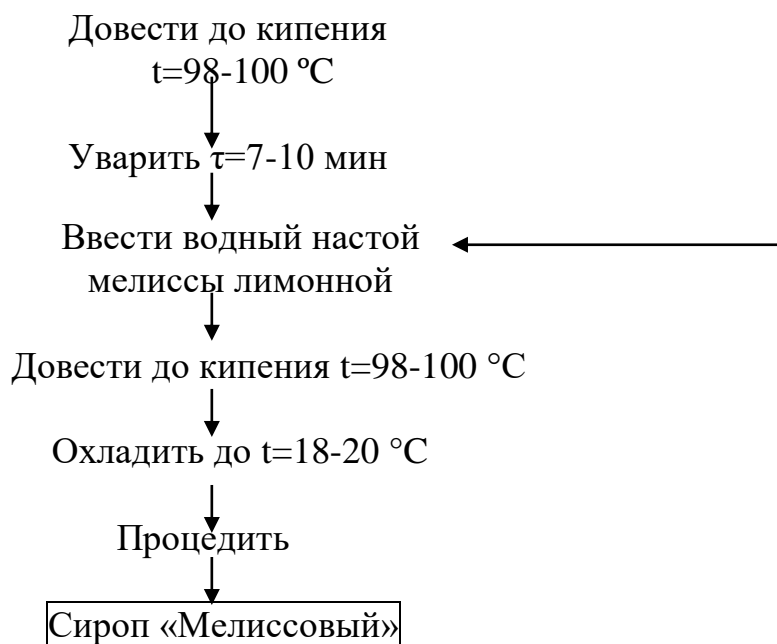 Довести до кипения
t=98-100 ºС
Уварить τ=7-10 мин
Ввести водный настой
мелиссы лимонной
Довести до кипения t=98-100 °С
Охладить до t=18-20 °С
Процедить
Сироп «Мелиссовый»